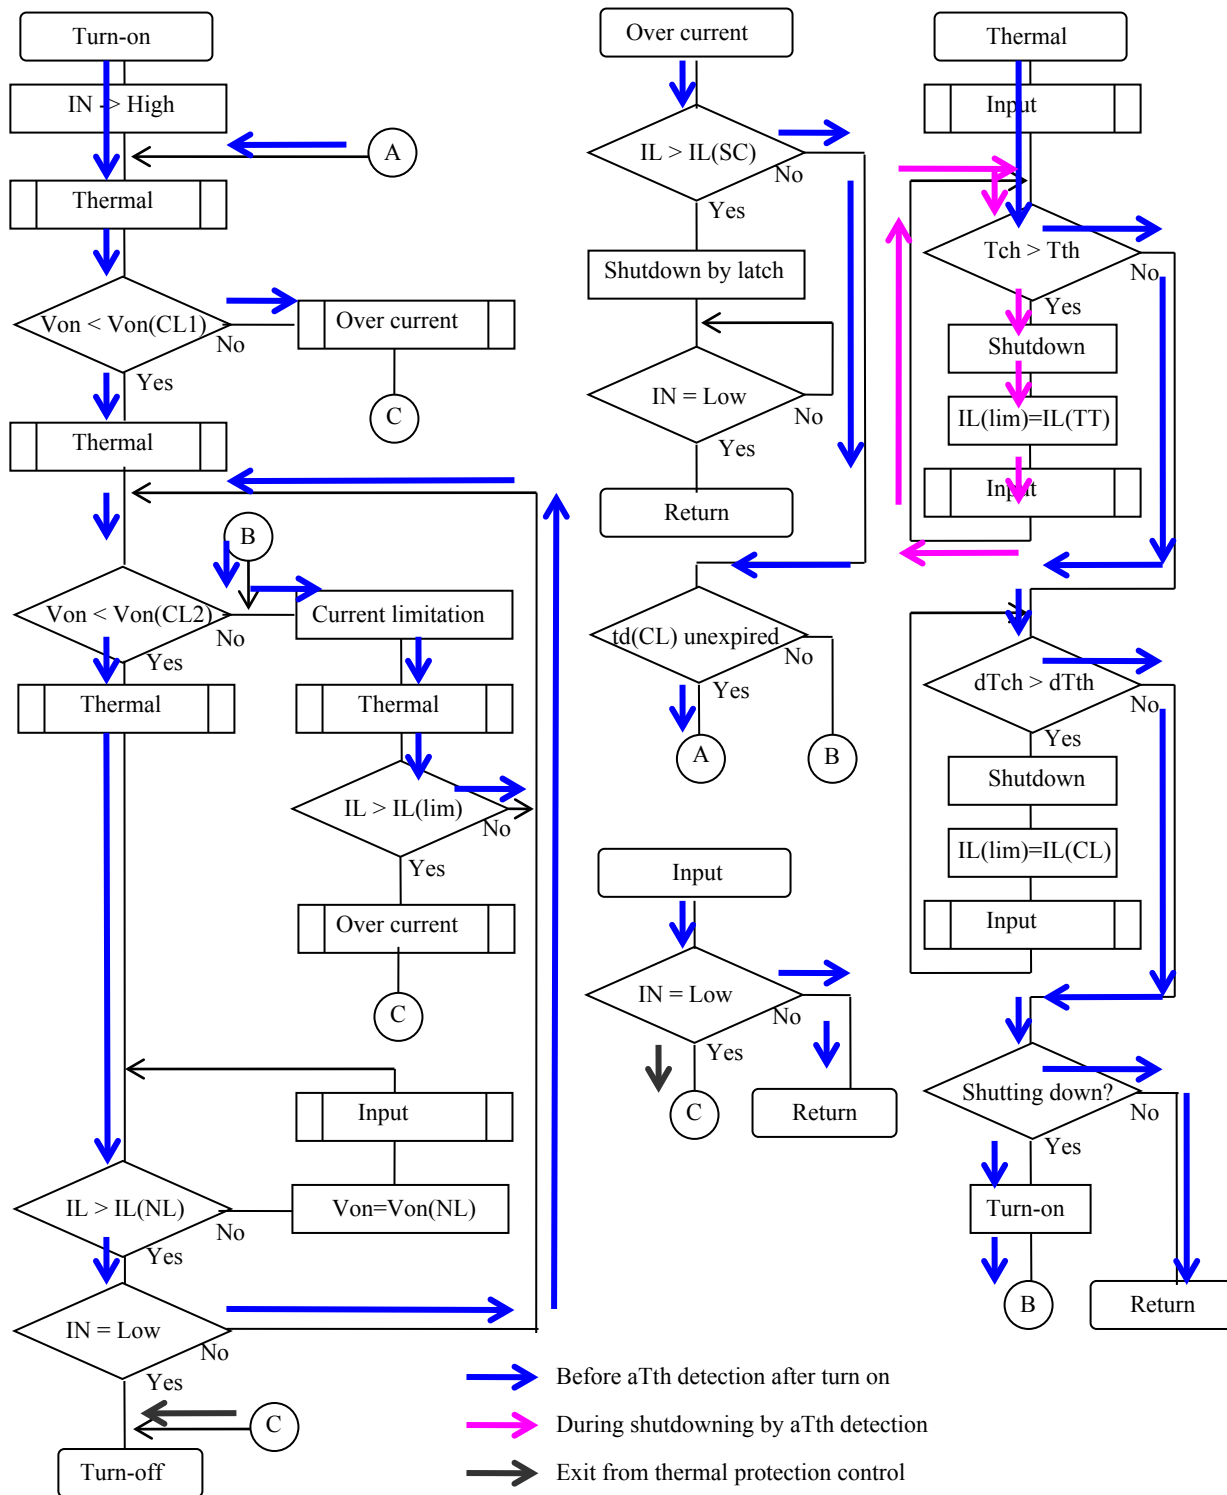 Turn-on
IN -> High
A
Thermal
Von < Von(CL1)
No
Yes
Over current
C
Thermal
B
Von < Von(CL2)
No
Yes
Current limitation
Thermal
Thermal
IL > IL(lim)
No
Yes
Over current
C
Input
Von=Von(NL)
IL > IL(NL)
No
Yes
IN = Low
No
Yes
C
Turn-off
Over current
IL > IL(SC)
No
Yes
Shutdown by latch
IN = Low
No
Yes
Return
td(CL) unexpired
No
Yes
A
B
Input
IN = Low
No
Yes
C
Return
Thermal
Input
Tch > Tth
No
Yes
Shutdown
IL(lim)=IL(TT)
Input
dTch > dTth
No
Yes
Shutdown
IL(lim)=IL(CL)
Input
Shutting down?
No
Yes
Turn-on
B
Return
Before aTth detection after turn on
During shutdowning by aTth detection
Exit from thermal protection control